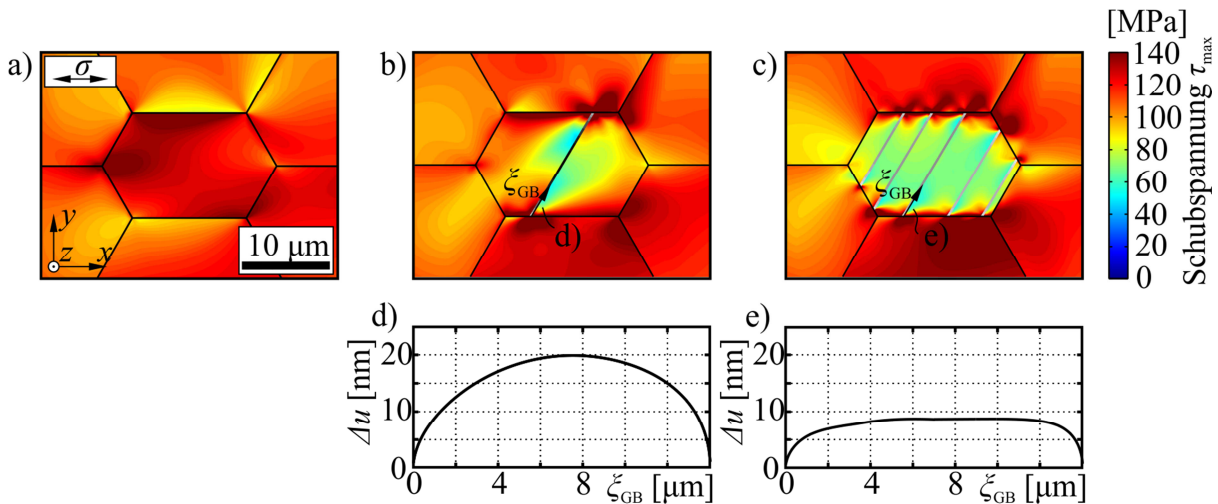 [MPa]
a)
σ
b)
c)
140
120
100
80
60
40
20
0
Schubspannung τmax
ξGB
ξGB
d)
e)
y
z
x
10 µm
d)
e)
20
10
0
Δu [nm]
0
4
8
ξGB [µm]
20
10
0
Δu [nm]
0
4
8
ξGB [µm]